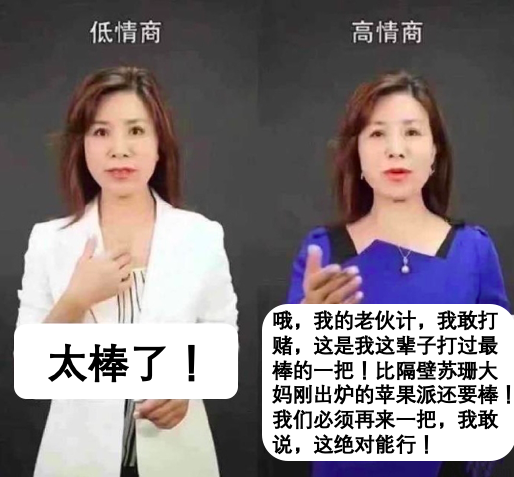 低情商
高情商
太棒了！
哦，我的老伙计，我敢打
赌，这是我这辈子打过最
棒的一把！比隔壁苏珊大
妈刚出炉的苹果派还要棒！
我们必须再来一把，我敢
说，这绝对能行！